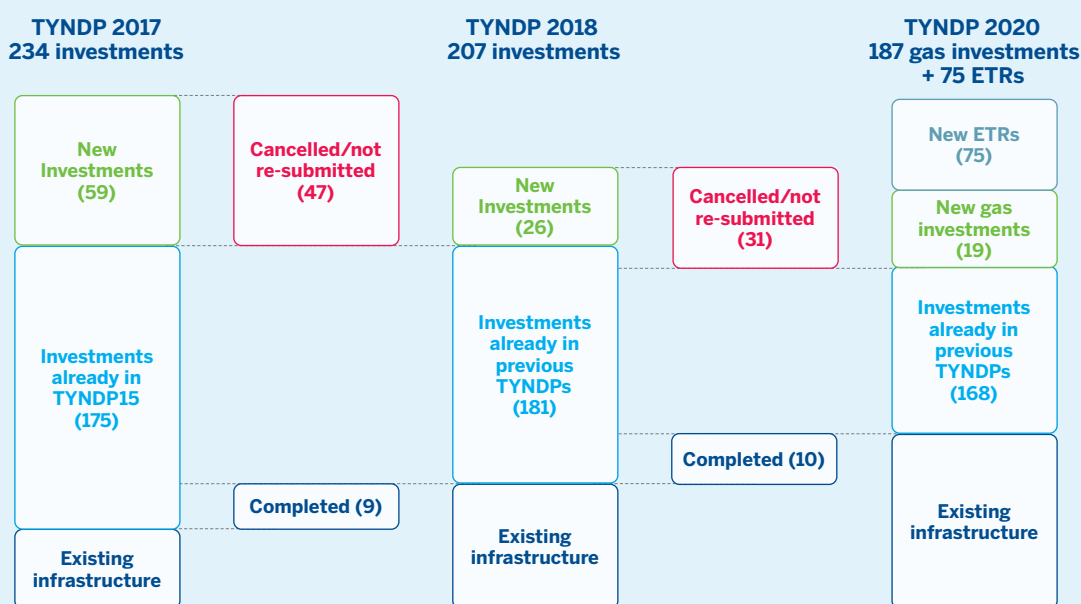 TYNDP 2017
234 investments
TYNDP 2018
207 investments
TYNDP 2020
187 gas investments
+ 75 ETRs
New
Investments
(59)
Cancelled/not
re-submitted
(47)
New
Investments
(26)
Cancelled/not
re-submitted
(31)
New ETRs
(75)
New gas
investments
(19)
Investments
already in
TYNDP15
(175)
Investments
already in
previous
TYNDPs
(181)
Investments
already in
previous
TYNDPs
(168)
Completed (9)
Completed (10)
Existing
infrastructure
Existing
infrastructure
Existing
infrastructure